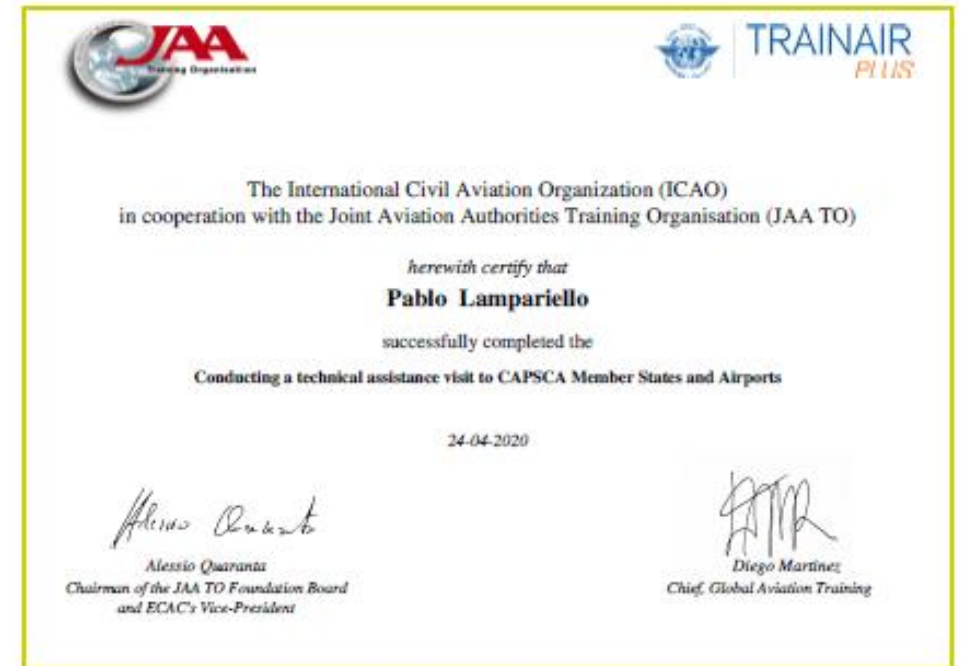 JAA
Training Organisation
TRAINAIR
PLUS
The International Civil Aviation Organization (ICAO)
in cooperation with the Joint Aviation Authorities Training Organisation (JAA TO)
herewith certify that
Pablo Lampariello
successfully completed the
Conducting a technical assistance visit to CAPSCA Member States and Airports
24-04-2020
Alessio Quaranta
Alessio Quaranta
Chairman of the JAA TO Foundation Board
and ECAC's Vice-President
Diego Martinez
Chief, Global Aviation Training